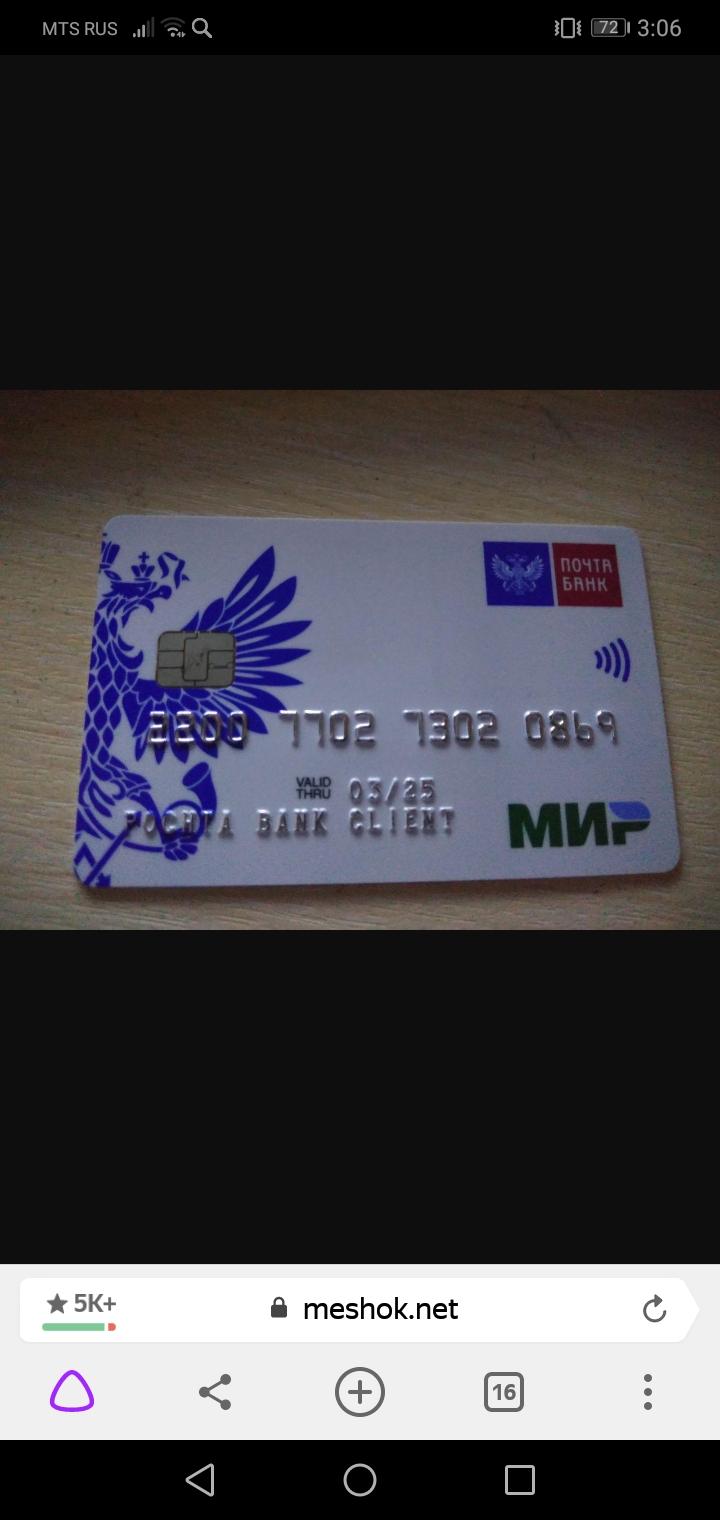 MTS RUS 72 3:06
ПОЧТА
БАНК
2200 7702 7302 0869
VALID
THRU 03/25
POCHTA BANK CLIENT
МИР
5K+ meshok.net
16